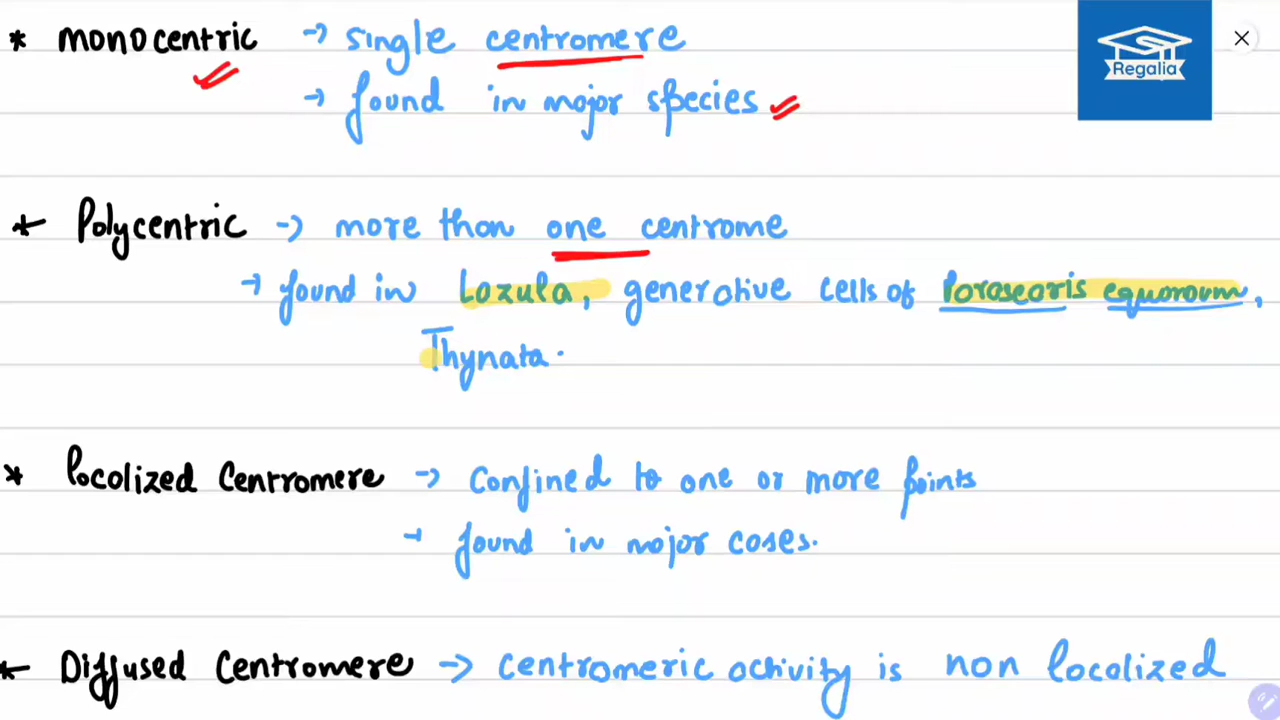 * Monocentric → single centromere
→ found in major species
Regalia
* Polycentric → more than one centrome
→ found in Lozula, generative cells of Paraseoris equoroum,
Thynata.
* localized Centromere → Confined to one or more points
→ found in major cases.
* Diffused Centromere → centromeric activity is non localized